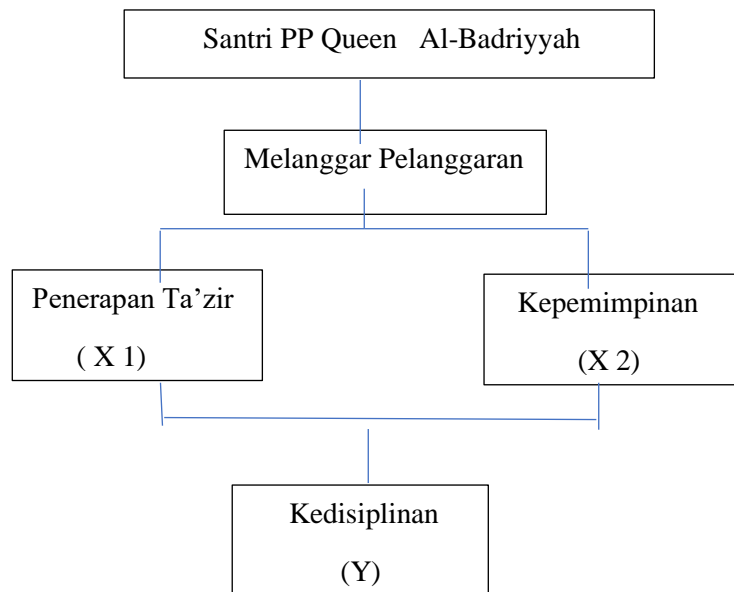 Santri PP Queen Al-Badriyyah
Melanggar Pelanggaran
Penerapan Ta’zir
( X 1)
Kepemimpinan
(X 2)
Kedisiplinan
(Y)